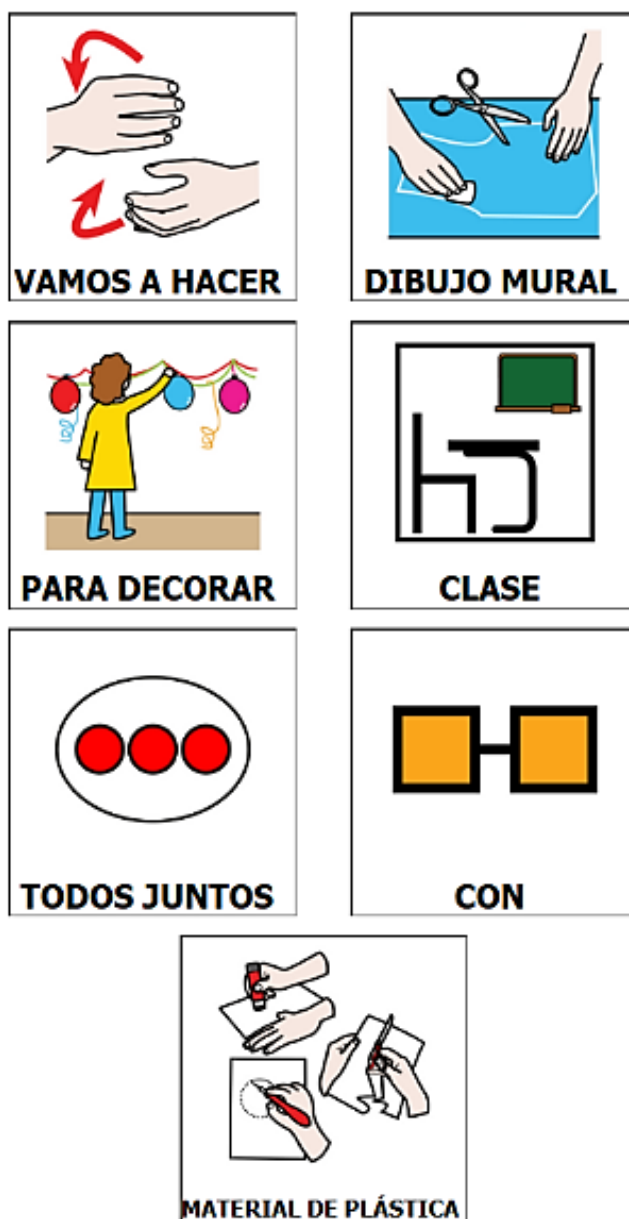 VAMOS A HACER
DIBUJO MURAL
PARA DECORAR
CLASE
TODOS JUNTOS
CON
MATERIAL DE PLÁSTICA